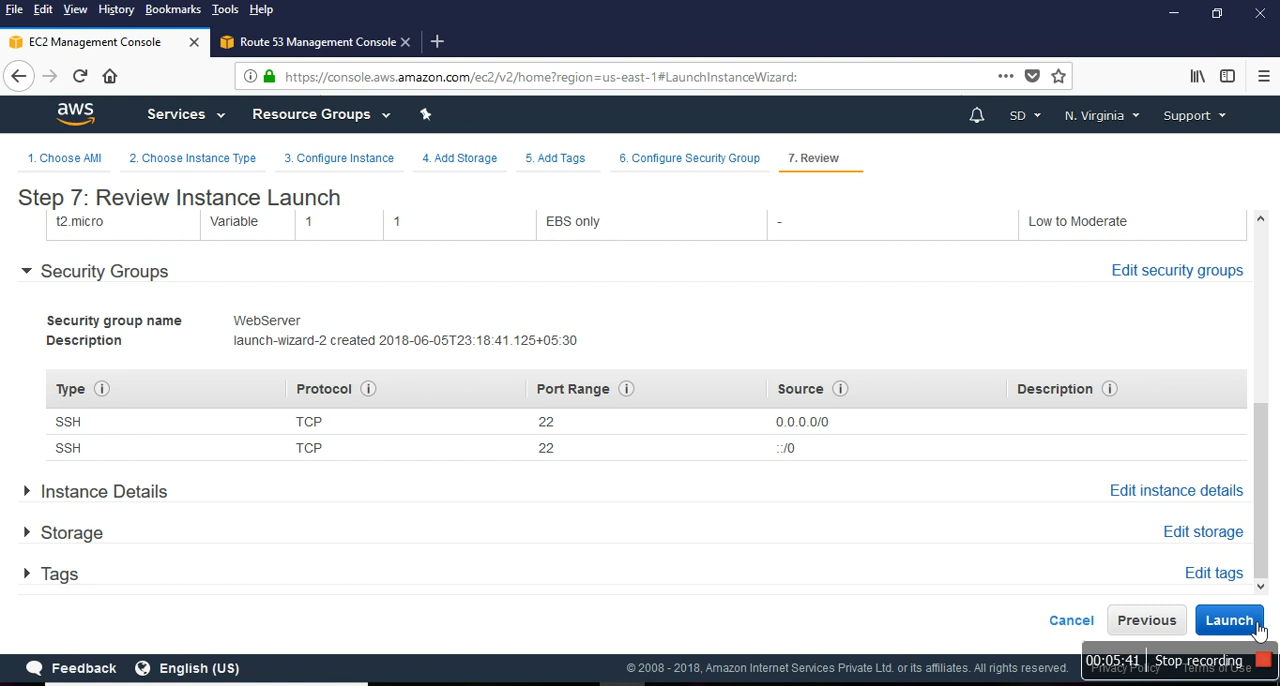 File Edit View History Bookmarks Tools Help
EC2 Management Console Route 53 Management Console
https://console.aws.amazon.com/ec2/v2/home?region=us-east-1#LaunchInstanceWizard:
aws Services Resource Groups SD N. Virginia Support
1. Choose AMI 2. Choose Instance Type 3. Configure Instance 4. Add Storage 5. Add Tags 6. Configure Security Group 7. Review
Step 7: Review Instance Launch
t2.micro Variable 1 1 EBS only - Low to Moderate
Security Groups Edit security groups
Security group name WebServer
Description launch-wizard-2 created 2018-06-05T23:18:41.125+05:30
Type Protocol Port Range Source Description
SSH TCP 22 0.0.0.0/0
SSH TCP 22 ::/0
Instance Details Edit instance details
Storage Edit storage
Tags Edit tags
Cancel Previous Launch
Feedback English (US) © 2008 - 2018, Amazon Internet Services Private Ltd. or its affiliates. All rights reserved. Privacy Policy Terms of Use
00:05:41 Stop recording